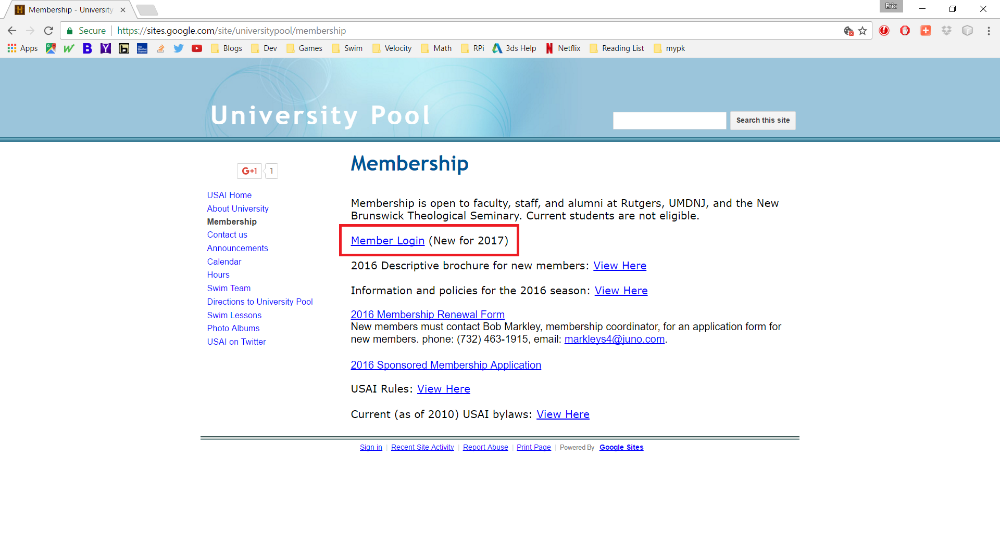 Membership - University
Eric
Secure
https://sites.google.com/site/universitypool/membership
Apps
Blogs
Dev
Games
Swim
Velocity
Math
RPi
3ds Help
Netflix
Reading List
mypk
University Pool
Search this site
G+1
1
USAI Home
About University
Membership
Contact us
Announcements
Calendar
Hours
Swim Team
Directions to University Pool
Swim Lessons
Photo Albums
USAI on Twitter
Membership
Membership is open to faculty, staff, and alumni at Rutgers, UMDNJ, and the New
Brunswick Theological Seminary. Current students are not eligible.
Member Login (New for 2017)
2016 Descriptive brochure for new members: View Here
Information and policies for the 2016 season: View Here
2016 Membership Renewal Form
New members must contact Bob Markley, membership coordinator, for an application form for
new members. phone: (732) 463-1915, email: markleys4@juno.com.
2016 Sponsored Membership Application
USAI Rules: View Here
Current (as of 2010) USAI bylaws: View Here
Sign in | Recent Site Activity | Report Abuse | Print Page | Powered By Google Sites